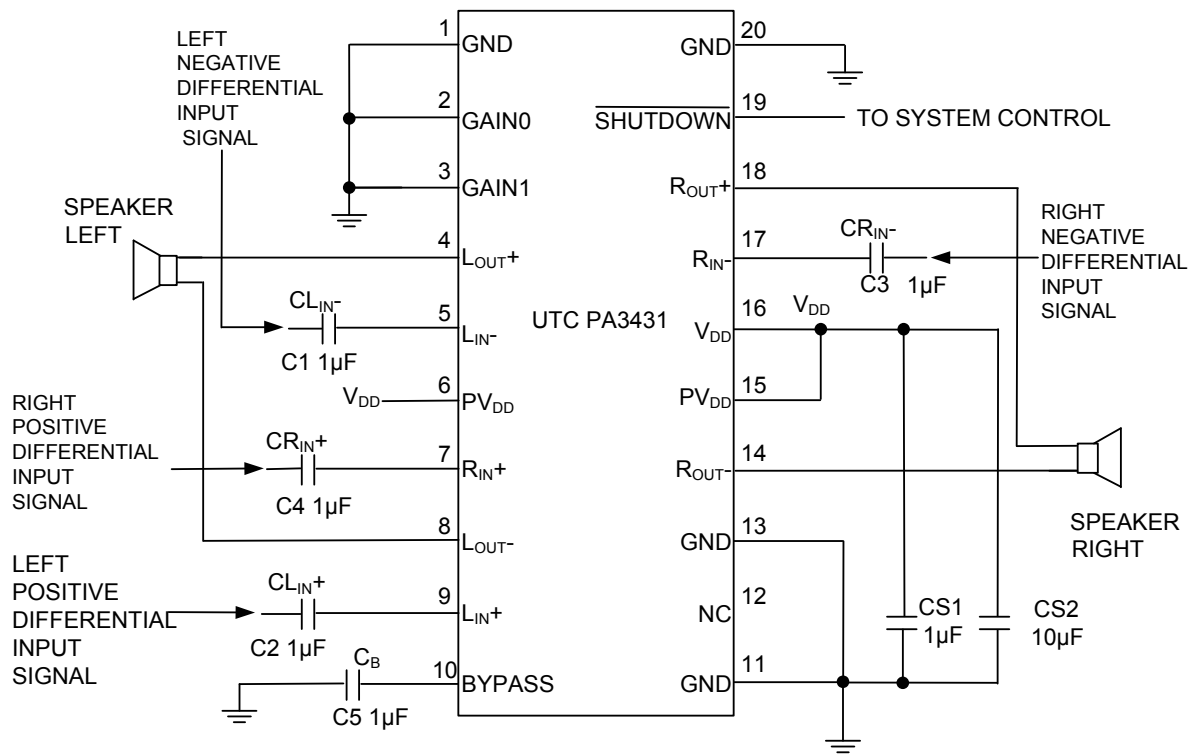 LEFT
NEGATIVE
DIFFERENTIAL
INPUT
SIGNAL
1
GND
2
GAIN0
3
GAIN1
SPEAKER
LEFT
4
LOUT+
CLIN-
5
LIN-
C1 1µF
VDD
6
PVDD
RIGHT
POSITIVE
DIFFERENTIAL
INPUT
SIGNAL
CRIN+
7
RIN+
C4 1µF
8
LOUT-
LEFT
POSITIVE
DIFFERENTIAL
INPUT
SIGNAL
CLIN+
9
LIN+
C2 1µF
CB
10
BYPASS
C5 1µF
UTC PA3431
20
GND
19
SHUTDOWN
TO SYSTEM CONTROL
18
ROUT+
17
RIN-
CRIN-
C3 1µF
RIGHT
NEGATIVE
DIFFERENTIAL
INPUT
SIGNAL
16
VDD
VDD
15
PVDD
14
ROUT-
SPEAKER
RIGHT
13
GND
12
NC
CS1
1µF
CS2
10µF
11
GND